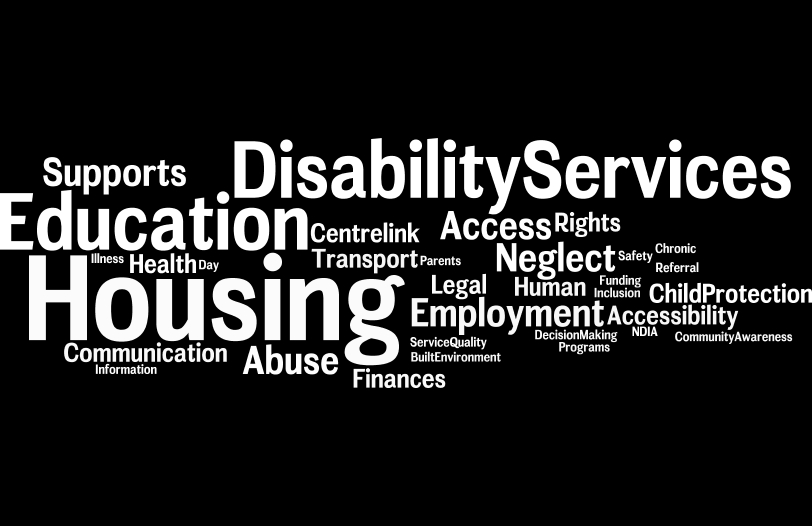 DisabilityServices
Supports
Education
Centrelink
Access
Rights
Illness
Health
Day
Transport
Parents
Neglect
Safety
Chronic
Referral
Housing
Legal
Human
Funding
Inclusion
ChildProtection
Employment
Accessibility
Communication
Information
Abuse
ServiceQuality
BuiltEnvironment
DecisionMaking
Programs
NDIA
CommunityAwareness
Finances